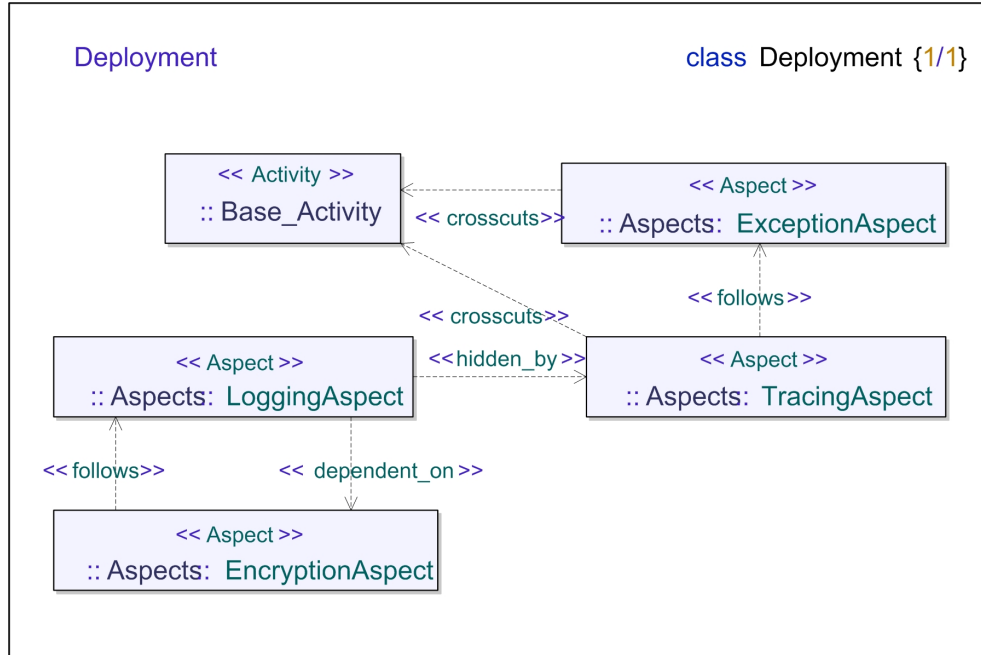 Deployment
class Deployment {1/1}
<< Activity >>
:: Base_Activity
<< Aspect >>
:: Aspects:: ExceptionAspect
<< crosscuts>>
<< follows>>
<< crosscuts>>
<<hidden_by >>
<< Aspect >>
:: Aspects:: LoggingAspect
<< Aspect >>
:: Aspects:: TracingAspect
<< follows>>
<< dependent_on >>
<< Aspect >>
:: Aspects:: EncryptionAspect